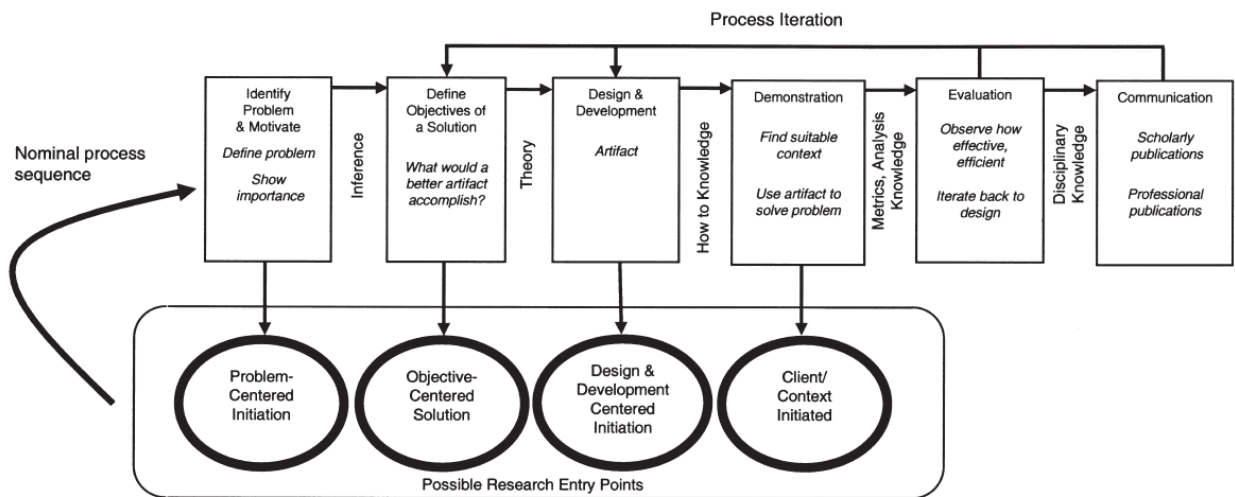 Process Iteration
Nominal process
sequence
Identify
Problem
& Motivate
Define problem
Show
importance
Inference
Define
Objectives of
a Solution
What would a
better artifact
accomplish?
Theory
Design &
Development
Artifact
How to Knowledge
Demonstration
Find suitable
context
Use artifact to
solve problem
Metrics, Analysis
Knowledge
Evaluation
Observe how
effective,
efficient
Iterate back to
design
Disciplinary
Knowledge
Communication
Scholarly
publications
Professional
publications
Problem-
Centered
Initiation
Objective-
Centered
Solution
Design &
Development
Centered
Initiation
Client/
Context
Initiated
Possible Research Entry Points